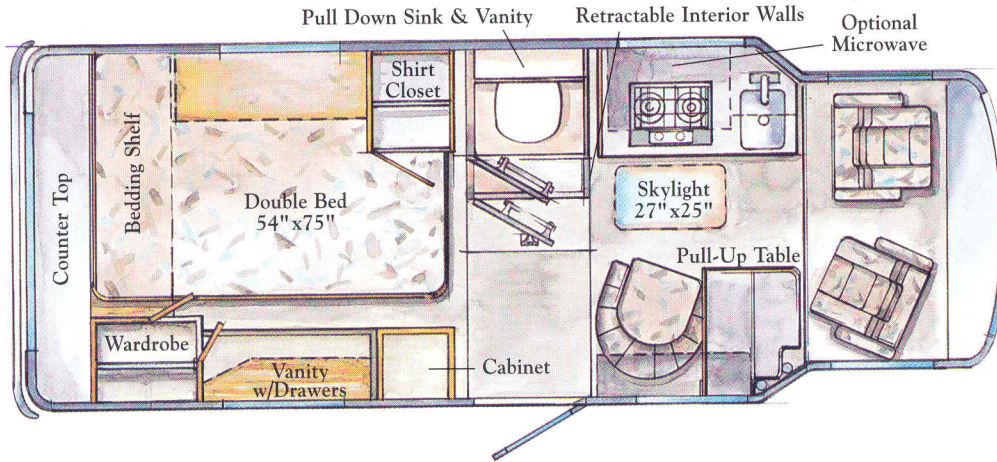 Pull Down Sink & Vanity
Retractable Interior Walls
Optional
Microwave
Shirt
Closet
Counter Top
Bedding Shelf
Double Bed
54" x75"
Skylight
27"x25"
Pull-Up Table
Wardrobe
Vanity
w/Drawers
Cabinet